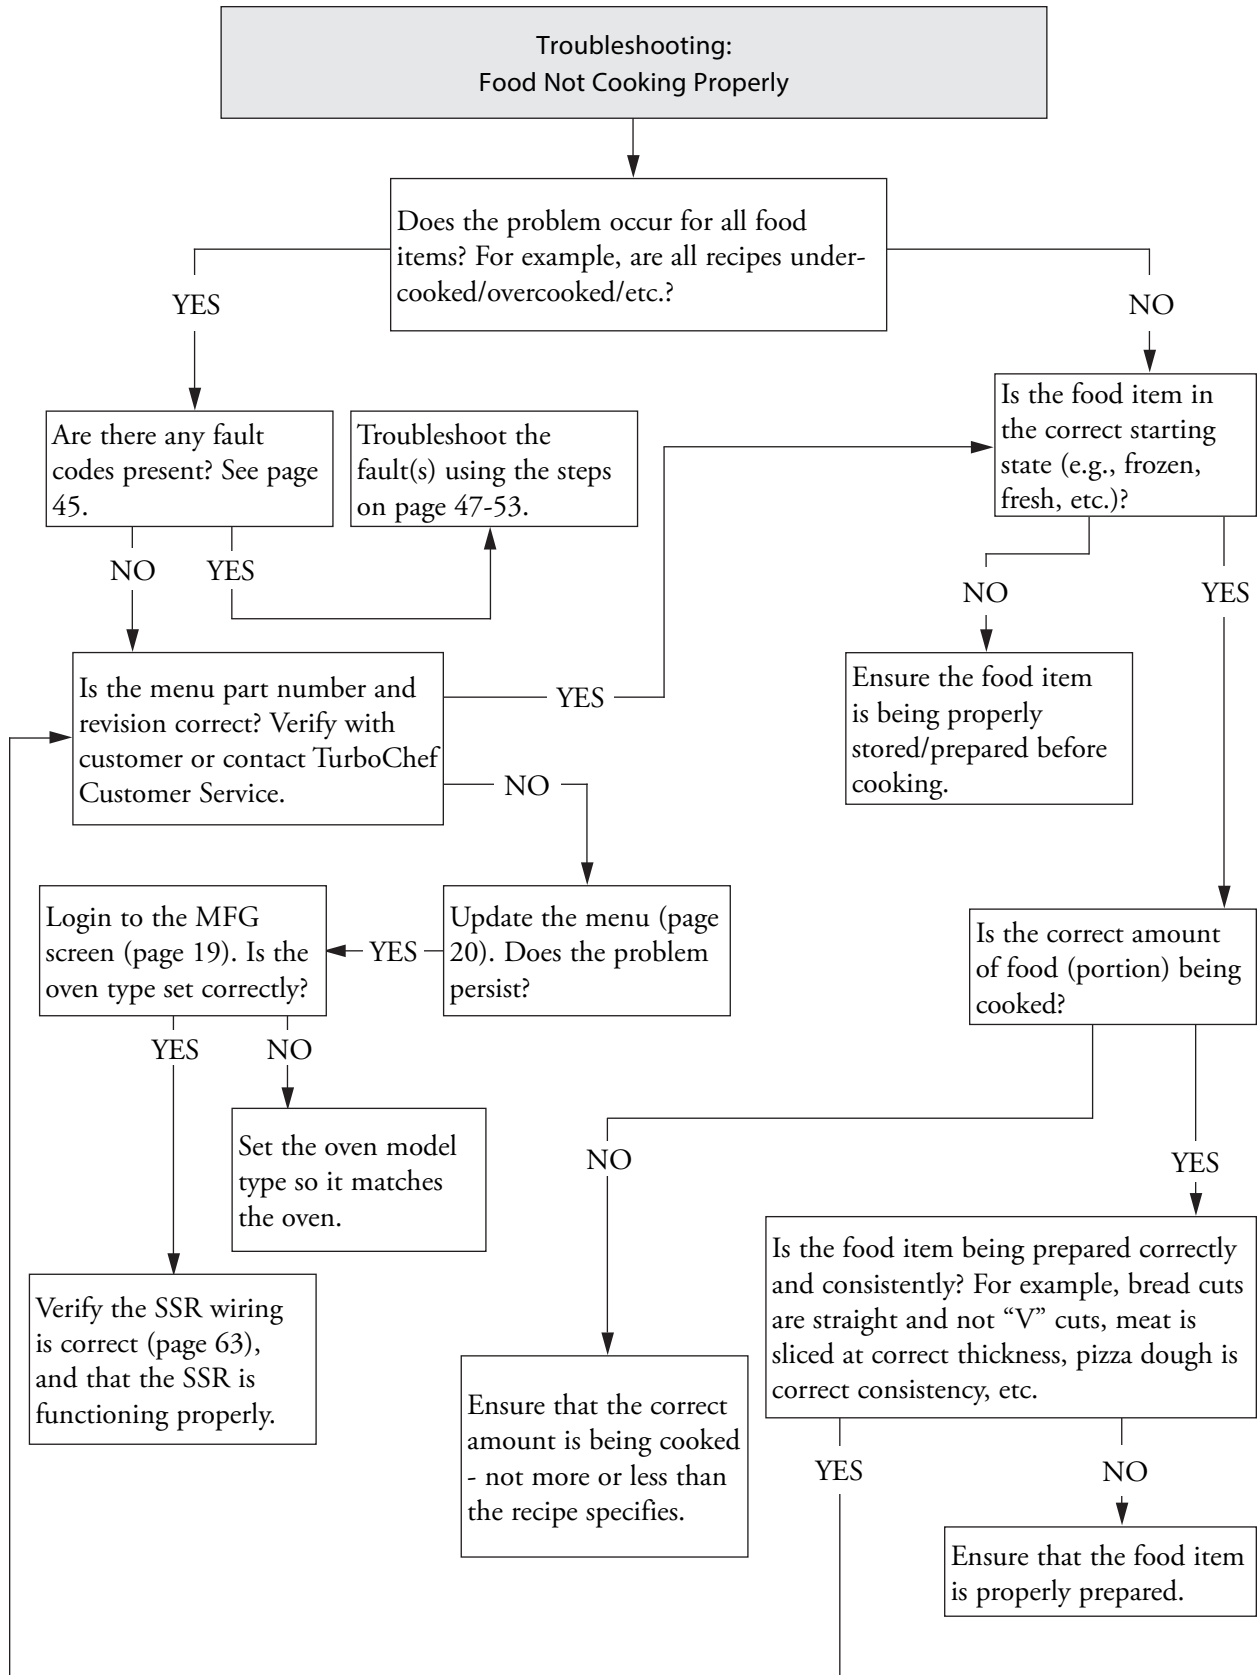 Troubleshooting:
Food Not Cooking Properly
Does the problem occur for all food
items? For example, are all recipes under-
cooked/overcooked/etc.?
YES
NO
Are there any fault
codes present? See page
45.
Troubleshoot the
fault(s) using the steps
on page 47-53.
Is the food item in
the correct starting
state (e.g., frozen,
fresh, etc.)?
NO
YES
NO
YES
Is the menu part number and
revision correct? Verify with
customer or contact TurboChef
Customer Service.
YES
NO
Ensure the food item
is being properly
stored/prepared before
cooking.
Login to the MFG
screen (page 19). Is the
oven type set correctly?
YES
Update the menu (page
20). Does the problem
persist?
Is the correct amount
of food (portion) being
cooked?
YES
NO
Set the oven model
type so it matches
the oven.
NO
YES
Verify the SSR wiring
is correct (page 63),
and that the SSR is
functioning properly.
Is the food item being prepared correctly
and consistently? For example, bread cuts
are straight and not “V” cuts, meat is
sliced at correct thickness, pizza dough is
correct consistency, etc.
Ensure that the correct
amount is being cooked
- not more or less than
the recipe specifies.
YES
NO
Ensure that the food item
is properly prepared.